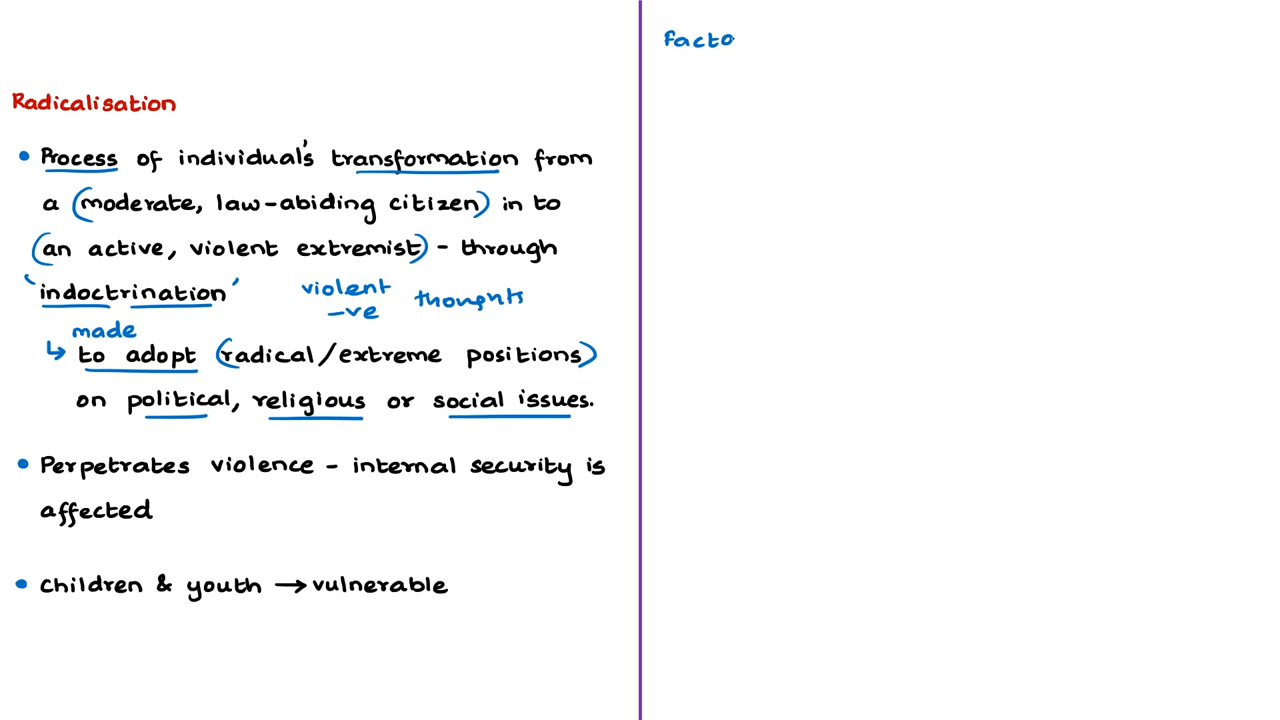 Radicalisation
• Process of individual's transformation from
a (moderate, law-abiding citizen) in to
(an active, violent extremist) - through
'indoctrination'
violent thoughts
-ve
made
↳ to adopt (radical/extreme positions)
on political, religious or social issues.
• Perpetrates violence - internal security is
affected
• Children & youth → vulnerable
Facto